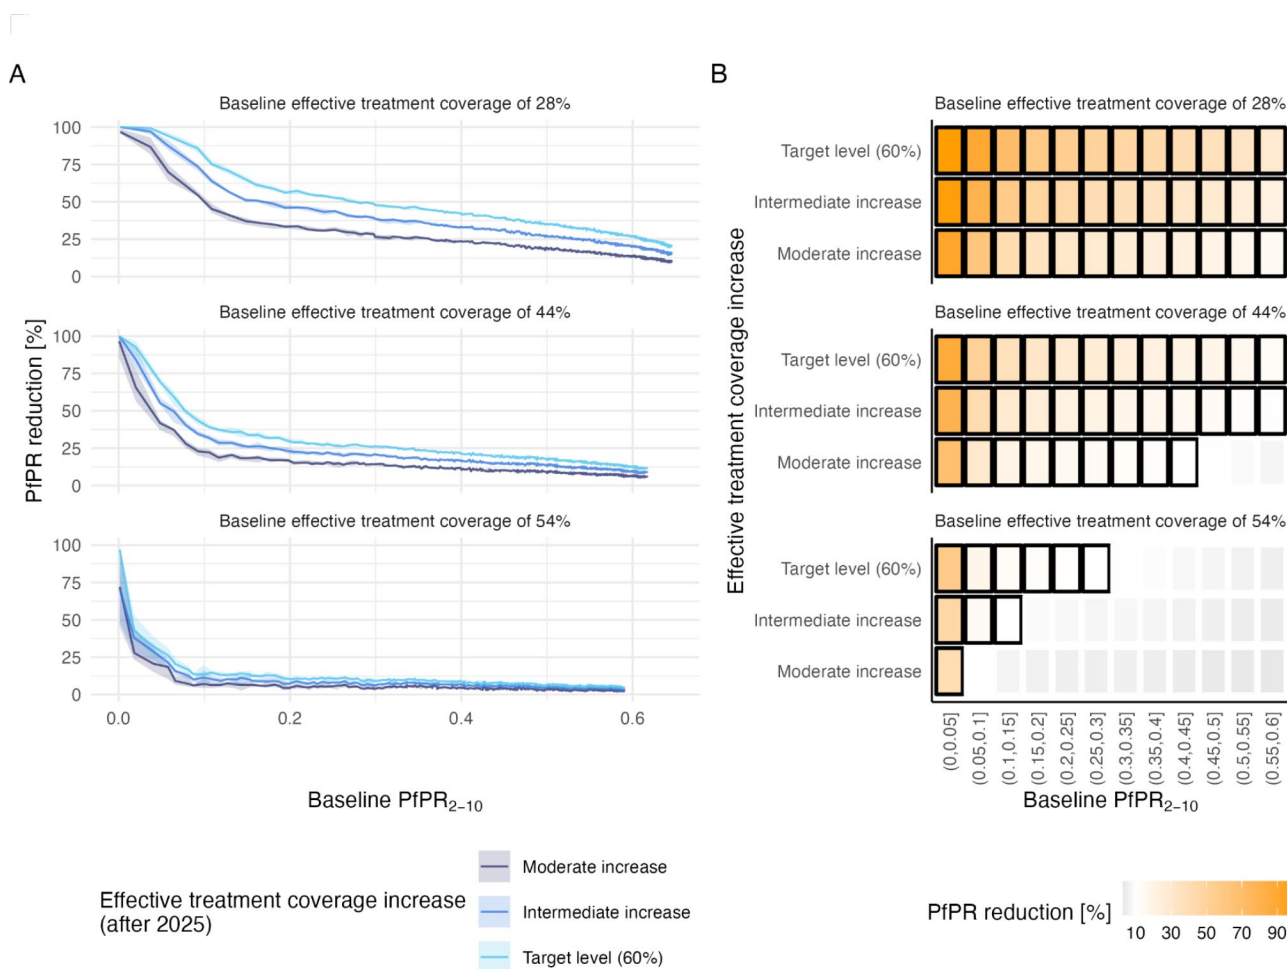 A
Baseline effective treatment coverage of 28%
100
75
50
25
0
Baseline effective treatment coverage of 44%
100
75
50
25
0
Baseline effective treatment coverage of 54%
100
75
50
25
0
0.0 0.2 0.4 0.6
PfPR reduction [%]
Baseline PfPR2−10
B
Baseline effective treatment coverage of 28%
Target level (60%)
Intermediate increase
Moderate increase
Baseline effective treatment coverage of 44%
Target level (60%)
Intermediate increase
Moderate increase
Baseline effective treatment coverage of 54%
Target level (60%)
Intermediate increase
Moderate increase
Effective treatment coverage increase
(0,0.05]
(0.05,0.1]
(0.1,0.15]
(0.15,0.2]
(0.2,0.25]
(0.25,0.3]
(0.3,0.35]
(0.35,0.4]
(0.4,0.45]
(0.45,0.5]
(0.5,0.55]
(0.55,0.6]
Baseline PfPR2−10
Effective treatment coverage increase
(after 2025)
Moderate increase
Intermediate increase
Target level (60%)
PfPR reduction [%]
10 30 50 70 90